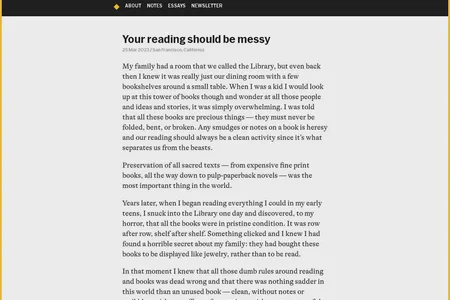 ABOUT NOTES ESSAYS NEWSLETTER
Your reading should be messy
20 Mar 2023 / San Francisco, California
My family had a room that we called the Library, but even back
then I knew it was really just our dining room with a few
bookshelves around a small table. When I was a kid I would look
up at this tower of books though and wonder at all those people
and ideas and stories, it was simply overwhelming. I was told
that all these books are precious things — they must never be
folded, bent, or broken. Any smudges or notes on a book is heresy
and our reading should always be a clean activity since it’s what
separates us from the beasts.
Preservation of all sacred texts — from expensive fine print
books, all the way down to pulp-paperback novels — was the
most important thing in the world.
Years later, when I began reading everything I could in my early
teens, I snuck into the Library one day and discovered, to my
horror, that all the books were in pristine condition. It was row
after row, shelf after shelf. Something clicked and I knew I had
found a horrible secret about my family: they had bought these
books to be displayed like jewelry, rather than to be read.
In that moment I knew that all those dumb rules around reading
and books was dead wrong and that there was nothing sadder in
this world than an unused book — clean, without notes or